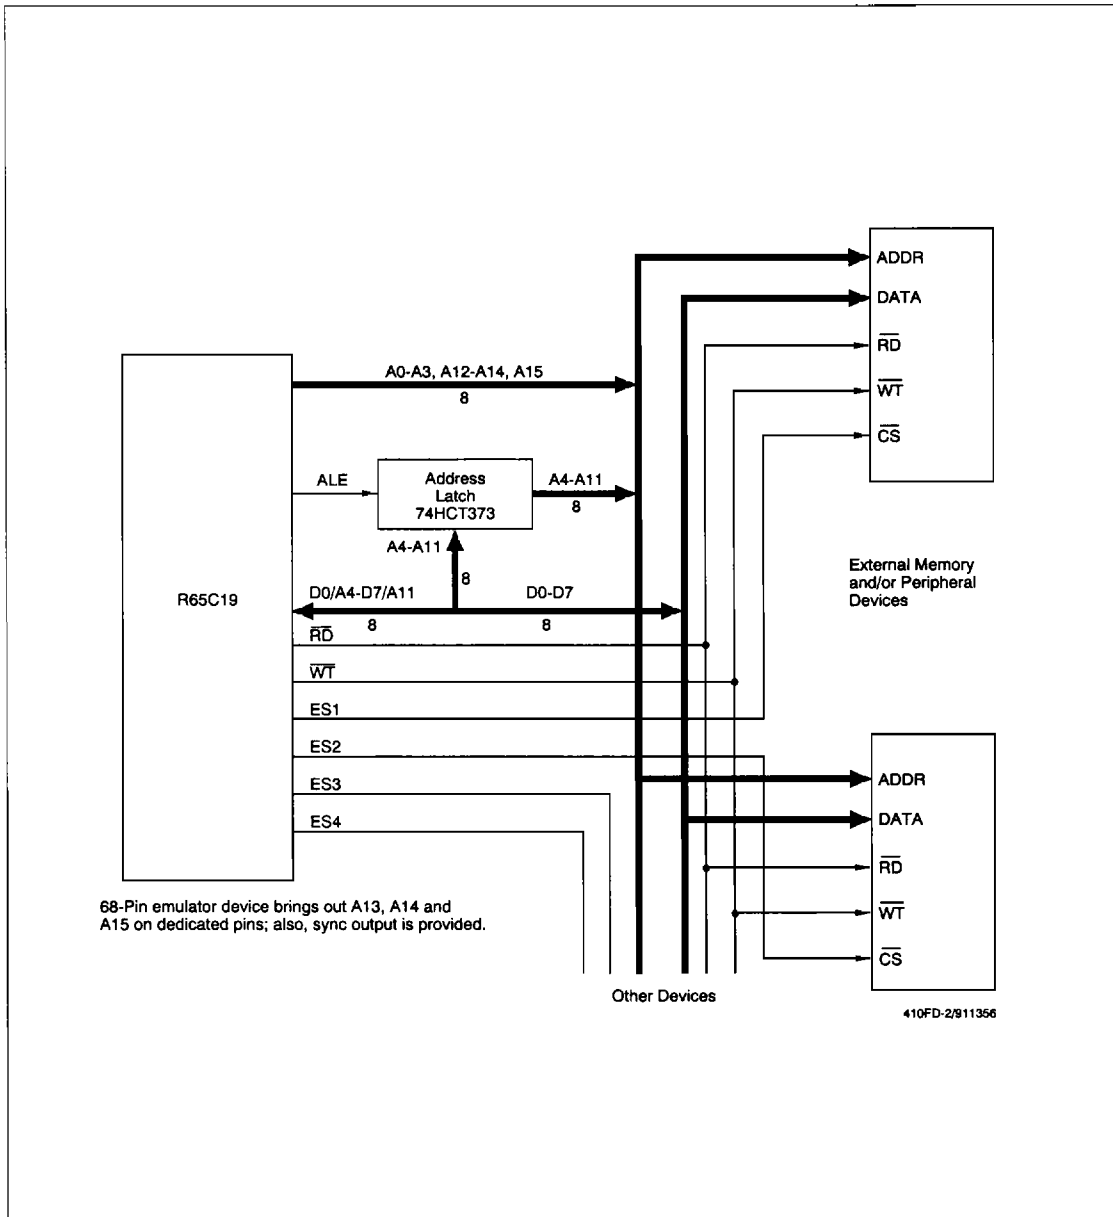 ADDR
DATA
RD
WT
CS
A0-A3, A12-A14, A15
8
ALE
Address
Latch
74HCT373
A4-A11
8
A4-A11
8
R65C19
D0/A4-D7/A11
8
D0-D7
8
RD
WT
ES1
ES2
ES3
ES4
External Memory
and/or Peripheral
Devices
ADDR
DATA
RD
WT
CS
68-Pin emulator device brings out A13, A14 and
A15 on dedicated pins; also, sync output is provided.
Other Devices
410FD-2/911356